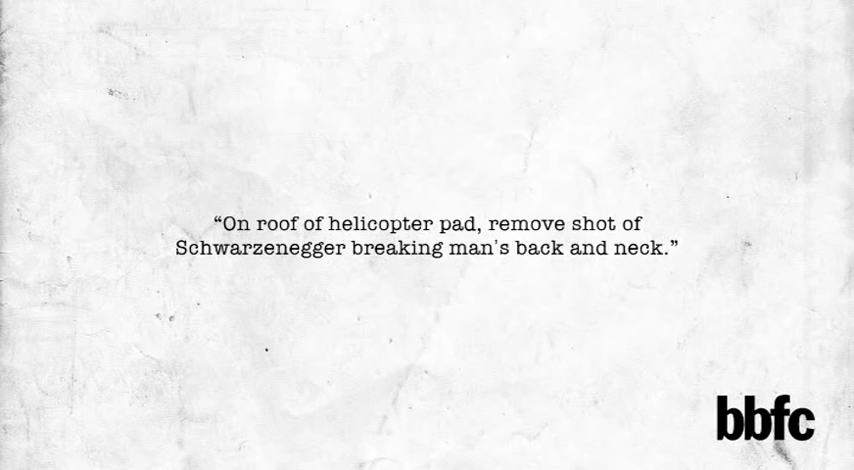 “On roof of helicopter pad, remove shot of
Schwarzenegger breaking man’s back and neck.”
bbfc